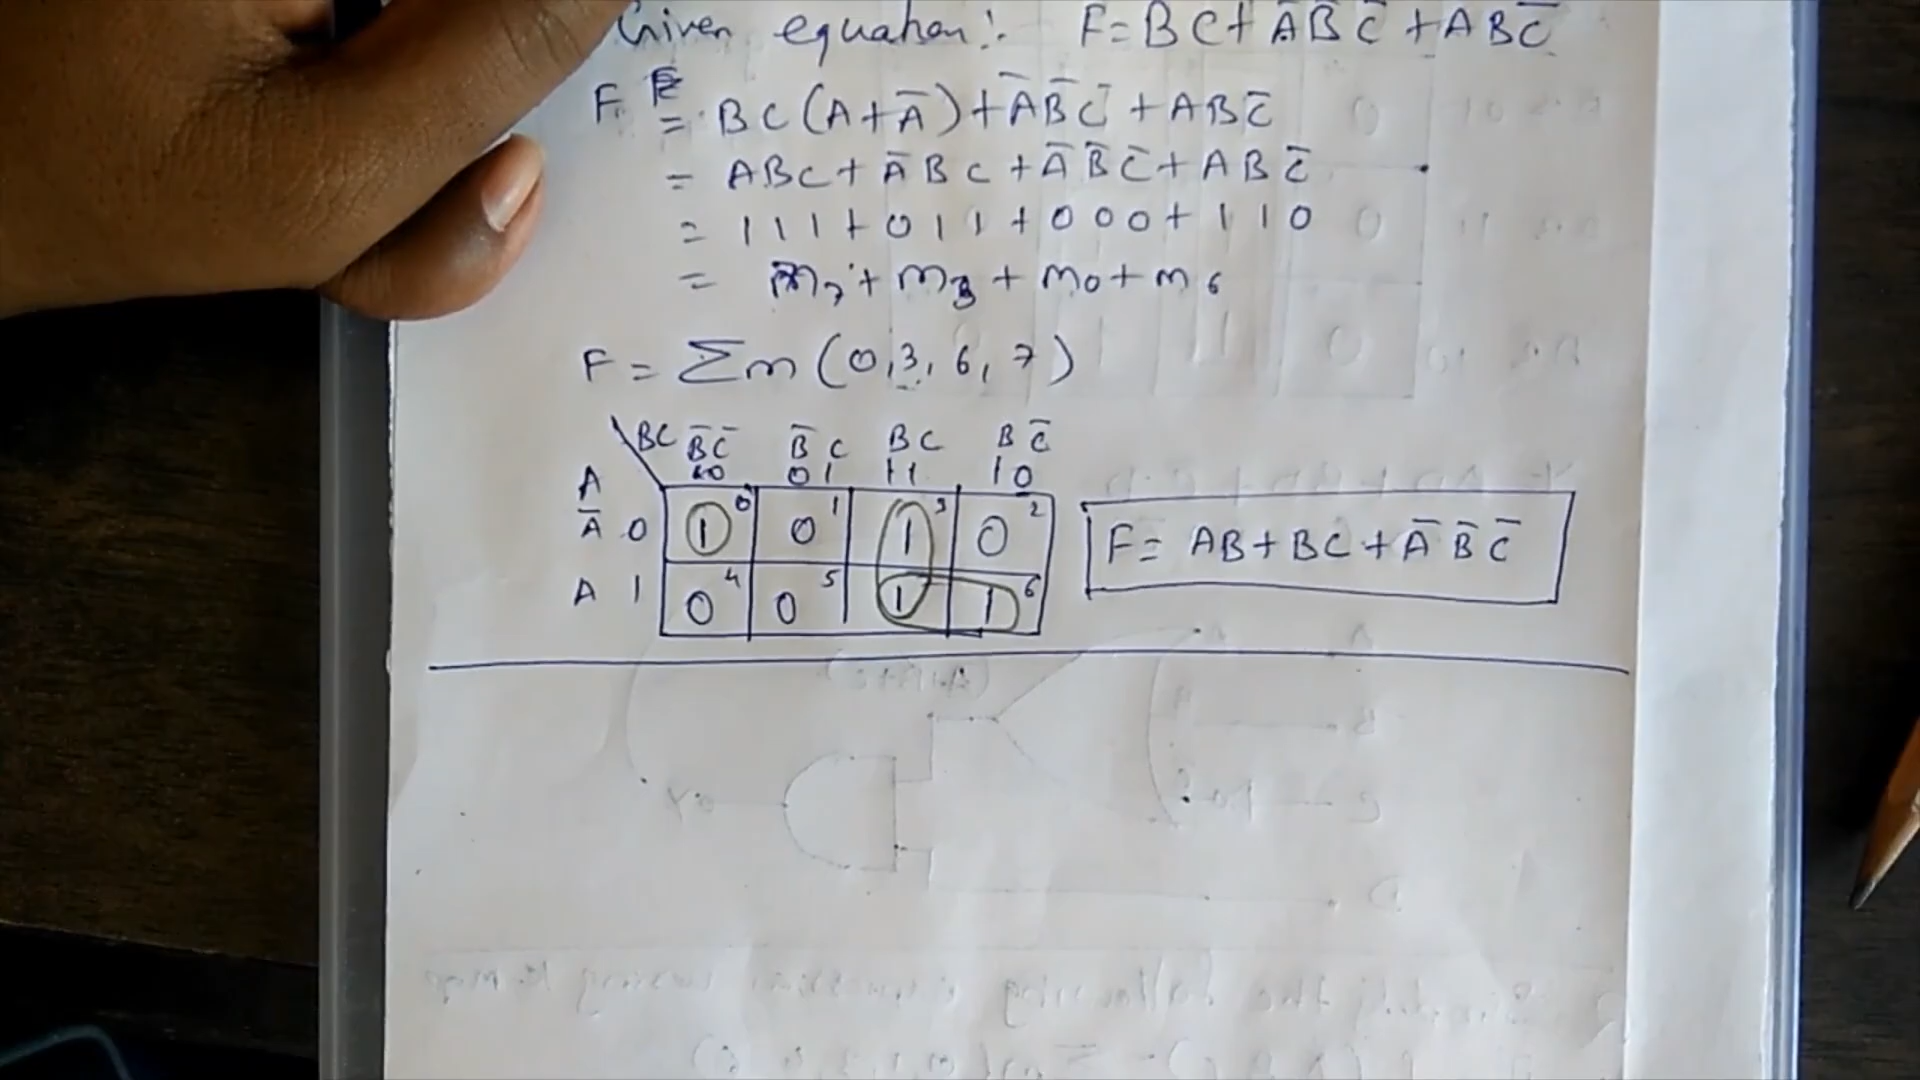 Given equation:- F=BC+A̅B̅C̅+ABC̅
F = BC(A+A̅)+A̅B̅C̅+ABC̅
= ABC+A̅BC+A̅B̅C̅+ABC̅
= 111+011+000+110
= m7+m3+m0+m6
F = Σm(0,3,6,7)
BC B̅C̅ B̅C BC BC̅
A 00 01 11 10
A̅ 0 1 0 0 1 1 3 0 2
A 1 0 4 0 5 1 1 6
F= AB+BC+A̅B̅C̅